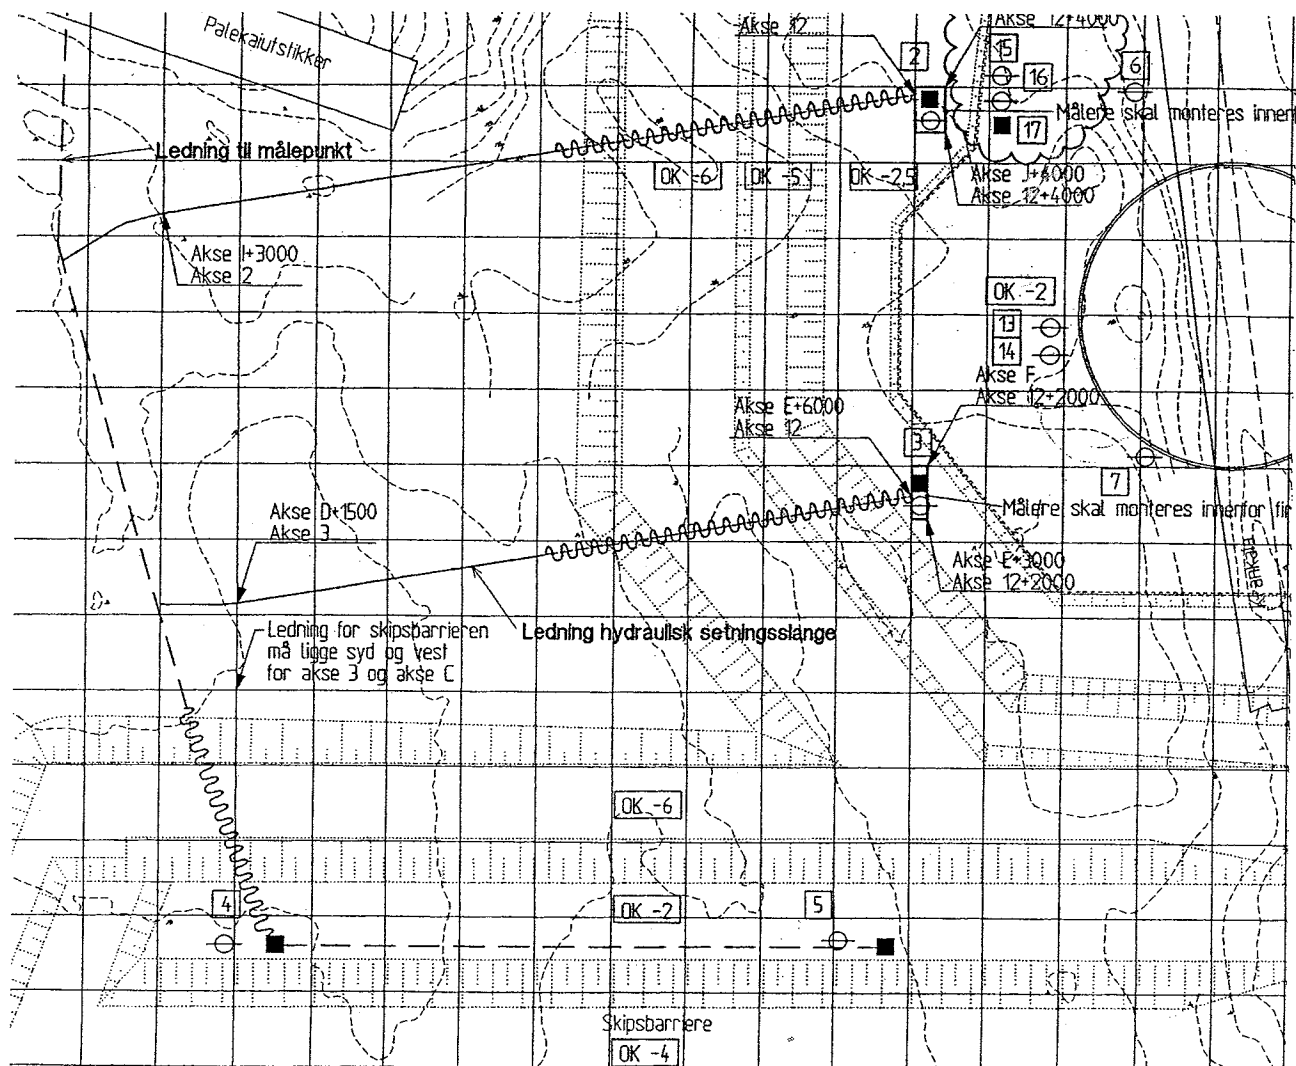 Palekaiutstikker
Akse 12
Akse 12+4000
2
15
16
6
17
Målere skal monteres innenf
Ledning til målepunkt
OK -6
OK -5
OK -2,5
Akse J+4000
Akse 12+4000
Akse I+3000
Akse 2
OK -2
13
14
Akse F
Akse 12+2000
Akse E+6000
Akse 12
3
7
Akse D+1500
Akse 3
Målere skal monteres innenfor fir
Akse E+3000
Akse 12+2000
Ledning for skipsbarrieren
må ligge syd og vest
for akse 3 og akse C
Ledning hydraulisk setningsslange
OK -6
4
OK -2
5
Skipsbarriere
OK -4